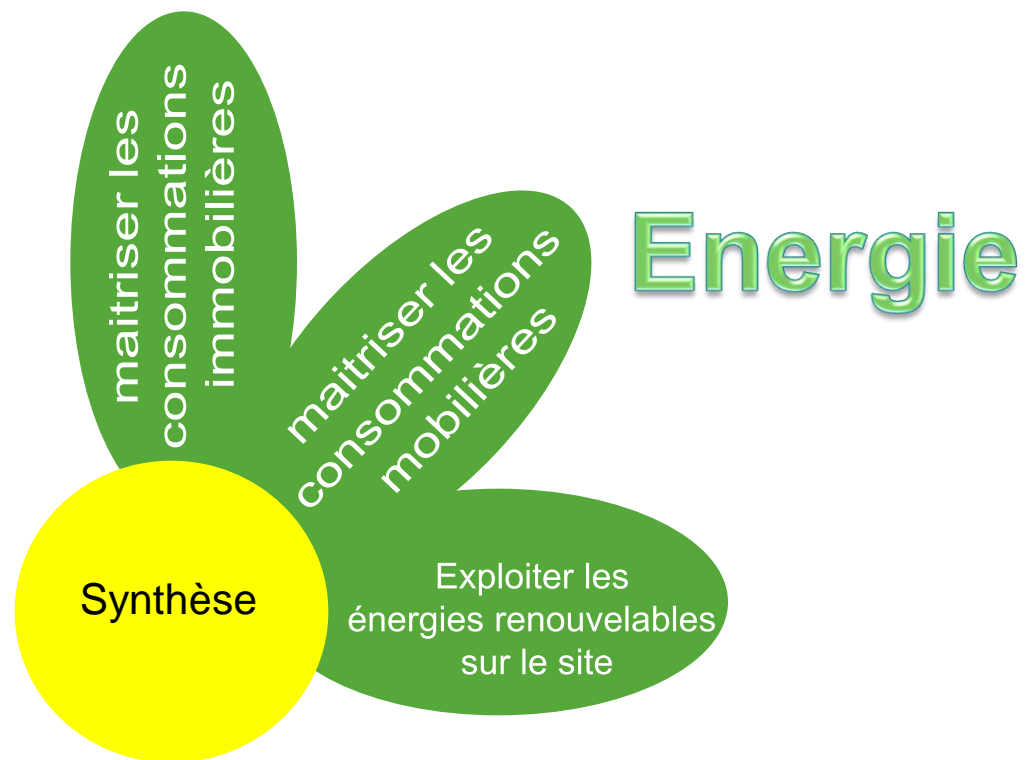 maitriser les
consommations
immobilières
maitriser les
consommations
mobilières
Energie
Synthèse
Exploiter les
énergies renouvelables
sur le site